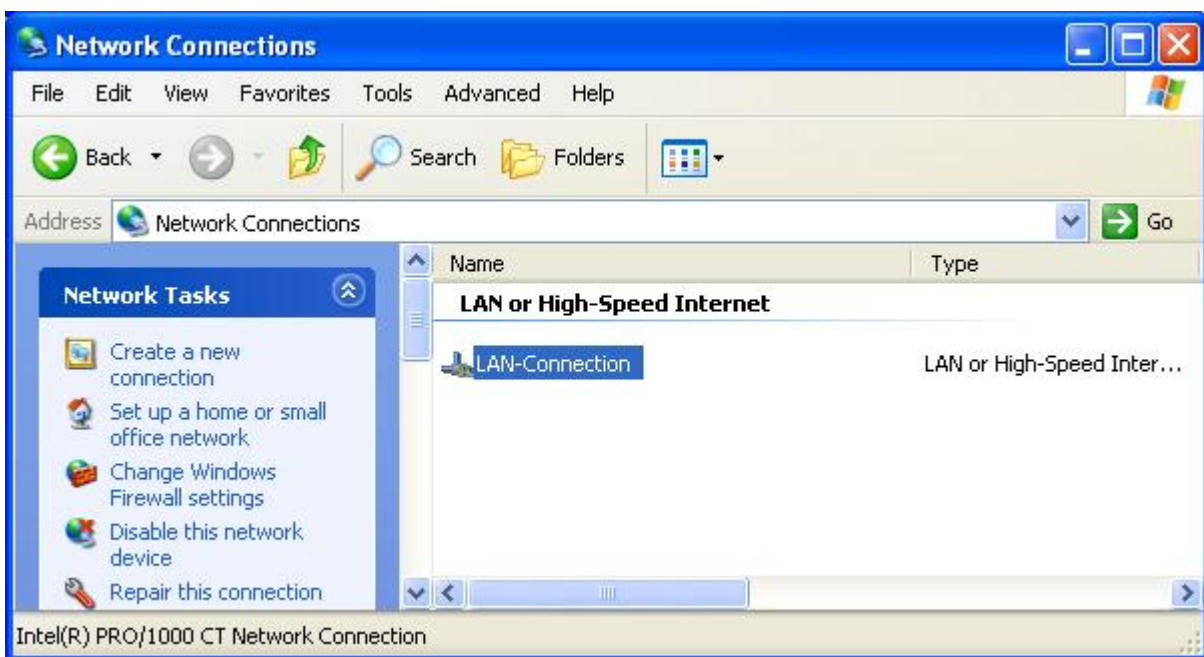 Network Connections
File Edit View Favorites Tools Advanced Help
Back Search Folders
Address Network Connections Go
Network Tasks
Create a new
connection
Set up a home or small
office network
Change Windows
Firewall settings
Disable this network
device
Repair this connection
Name Type
LAN or High-Speed Internet
LAN-Connection LAN or High-Speed Inter...
Intel(R) PRO/1000 CT Network Connection